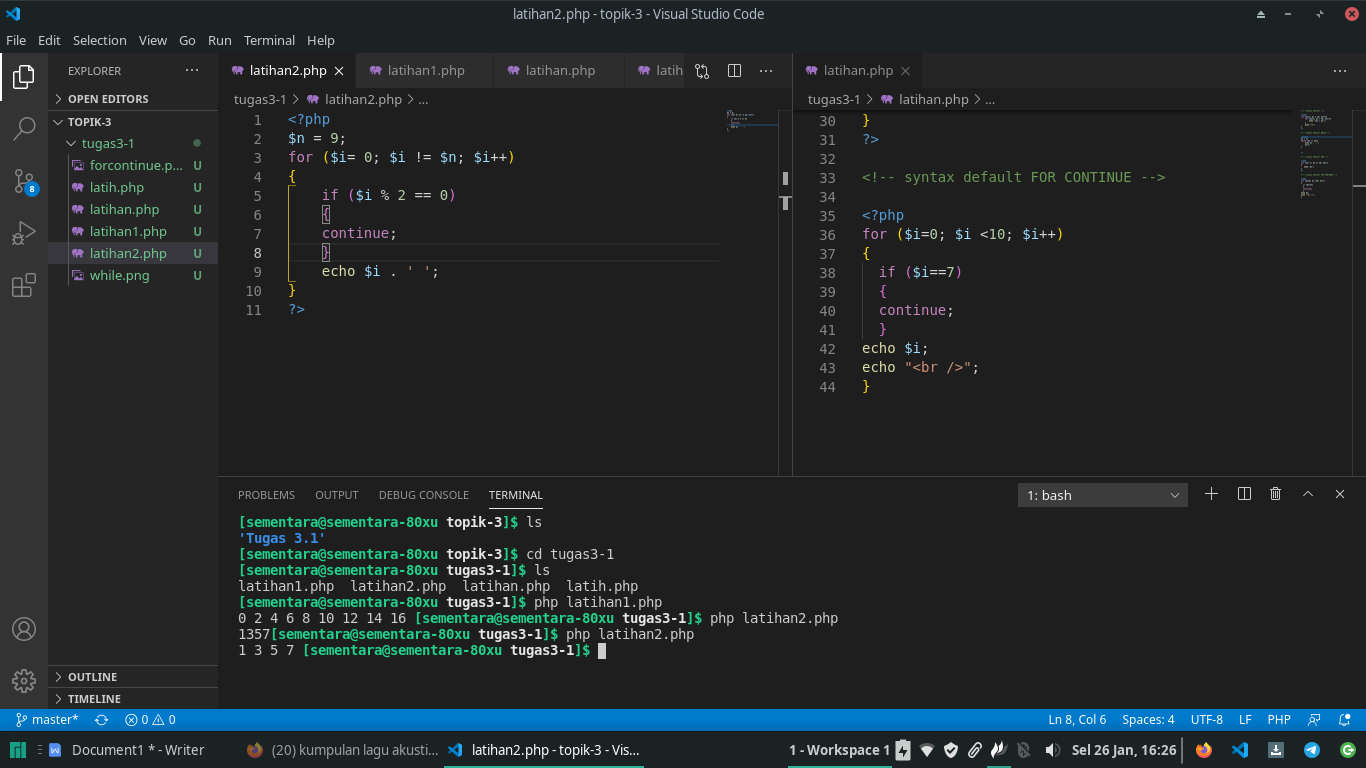 latihan2.php - topik-3 - Visual Studio Code
File Edit Selection View Go Run Terminal Help
EXPLORER
OPEN EDITORS
TOPIK-3
tugas3-1
forcontinue.p... U
latih.php U
latihan.php U
latihan1.php U
latihan2.php U
while.png U
OUTLINE
TIMELINE
8
latihan2.php latihan1.php latihan.php latih
tugas3-1 > latihan2.php > ...
1 <?php
2 $n = 9;
3 for ($i= 0; $i != $n; $i++)
4 {
5 if ($i % 2 == 0)
6 {
7 continue;
8 }
9 echo $i . ' ';
10 }
11 ?>
latihan.php
tugas3-1 > latihan.php > ...
30 }
31 ?>
32
33 <!-- syntax default FOR CONTINUE -->
34
35 <?php
36 for ($i=0; $i <10; $i++)
37 {
38 if ($i==7)
39 {
40 continue;
41 }
42 echo $i;
43 echo "<br />";
44 }
PROBLEMS OUTPUT DEBUG CONSOLE TERMINAL
1: bash
[sementara@sementara-80xu topik-3]$ ls
'Tugas 3.1'
[sementara@sementara-80xu topik-3]$ cd tugas3-1
[sementara@sementara-80xu tugas3-1]$ ls
latihan1.php latihan2.php latihan.php latih.php
[sementara@sementara-80xu tugas3-1]$ php latihan1.php
0 2 4 6 8 10 12 14 16 [sementara@sementara-80xu tugas3-1]$ php latihan2.php
1357[sementara@sementara-80xu tugas3-1]$ php latihan2.php
1 3 5 7 [sementara@sementara-80xu tugas3-1]$
master* 0 0 Ln 8, Col 6 Spaces: 4 UTF-8 LF PHP
Document1 * - Writer (20) kumpulan lagu akusti... latihan2.php - topik-3 - Vis... 1 - Workspace 1 Sel 26 Jan, 16:26